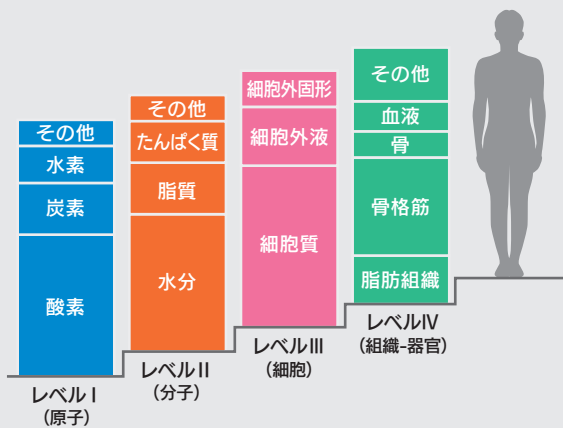 その他
水素
炭素
酸素
レベルⅠ
(原子)
その他
たんぱく質
脂質
水分
レベルⅡ
(分子)
細胞外固形
細胞外液
細胞質
レベルⅢ
(細胞)
その他
血液
骨
骨格筋
脂肪組織
レベルⅣ
(組織-器官)